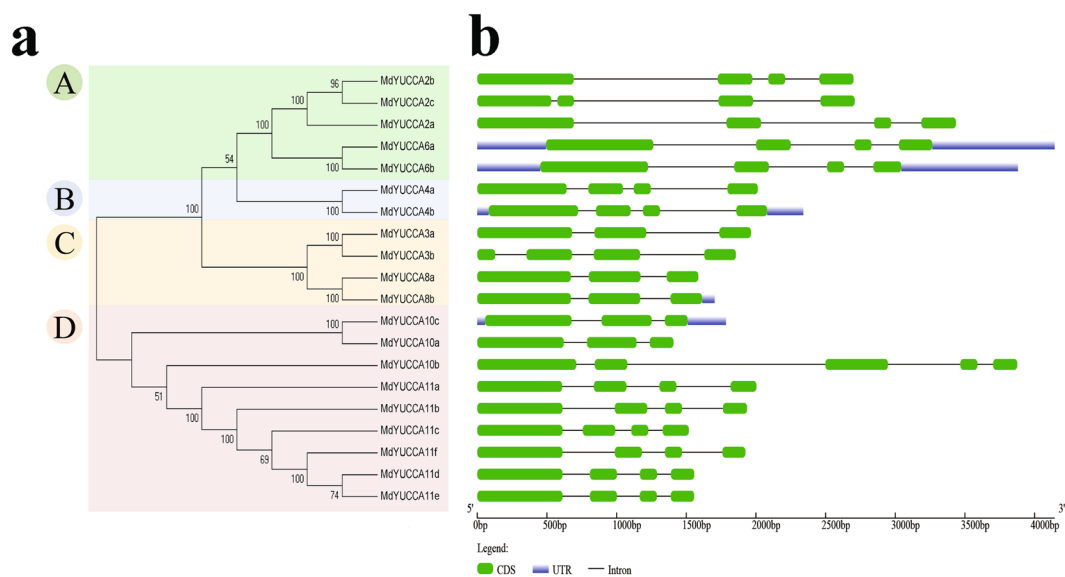 a
b
A
MdYUCCA2b
96
MdYUCCA2c
100
MdYUCCA2a
100
MdYUCCA6a
54
MdYUCCA6b
100
B
MdYUCCA4a
MdYUCCA4b
100
100
C
MdYUCCA3a
100
MdYUCCA3b
100
MdYUCCA8a
MdYUCCA8b
100
D
MdYUCCA10c
100
MdYUCCA10a
MdYUCCA10b
51
MdYUCCA11a
100
MdYUCCA11b
100
MdYUCCA11c
69
MdYUCCA11f
100
MdYUCCA11d
74
MdYUCCA11e
5' 3'
0bp 500bp 1000bp 1500bp 2000bp 2500bp 3000bp 3500bp 4000bp
Legend:
CDS UTR Intron